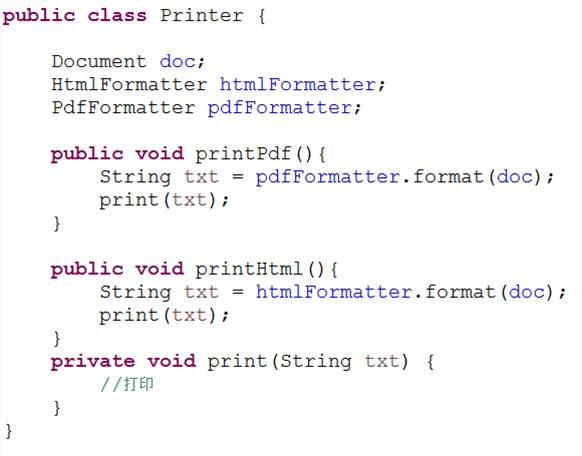 public class Printer {
    Document doc;
    HtmlFormatter htmlFormatter;
    PdfFormatter pdfFormatter;
    public void printPdf(){
        String txt = pdfFormatter.format(doc);
        print(txt);
    }
    public void printHtml(){
        String txt = htmlFormatter.format(doc);
        print(txt);
    }
    private void print(String txt) {
        //打印
    }
}